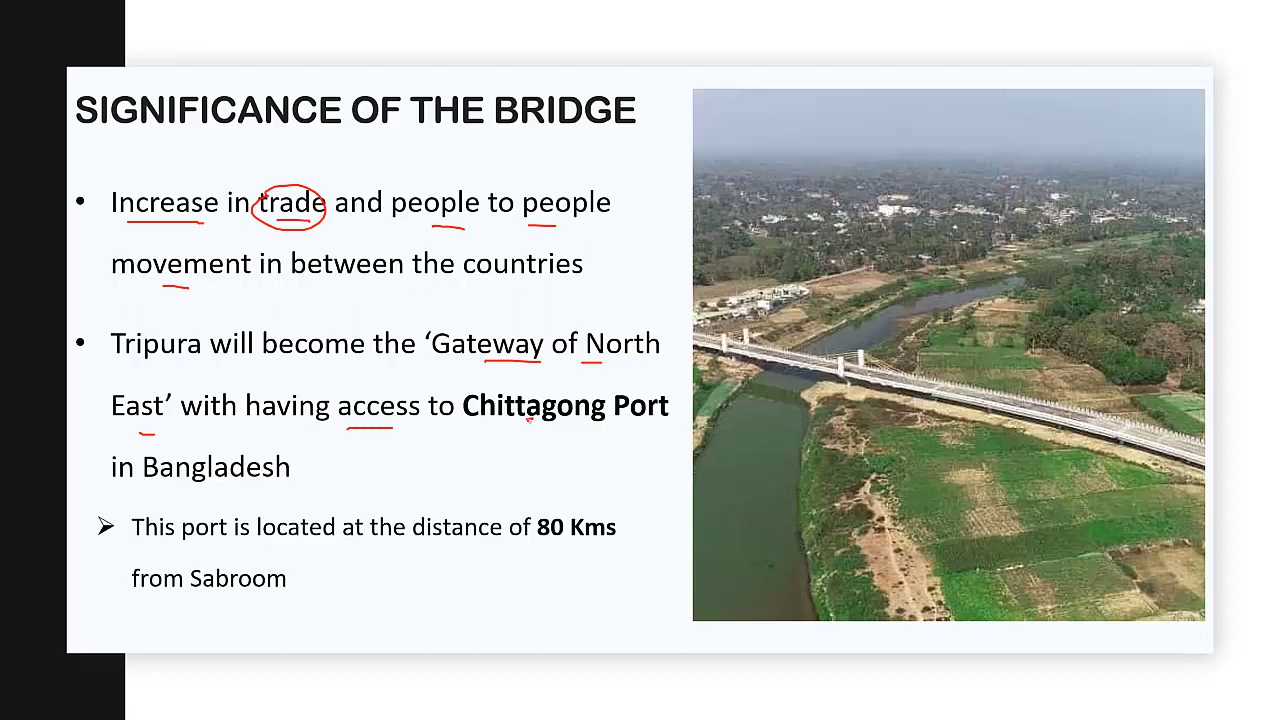 SIGNIFICANCE OF THE BRIDGE
• Increase in trade and people to people
movement in between the countries
• Tripura will become the ‘Gateway of North
East’ with having access to Chittagong Port
in Bangladesh
➢ This port is located at the distance of 80 Kms
from Sabroom